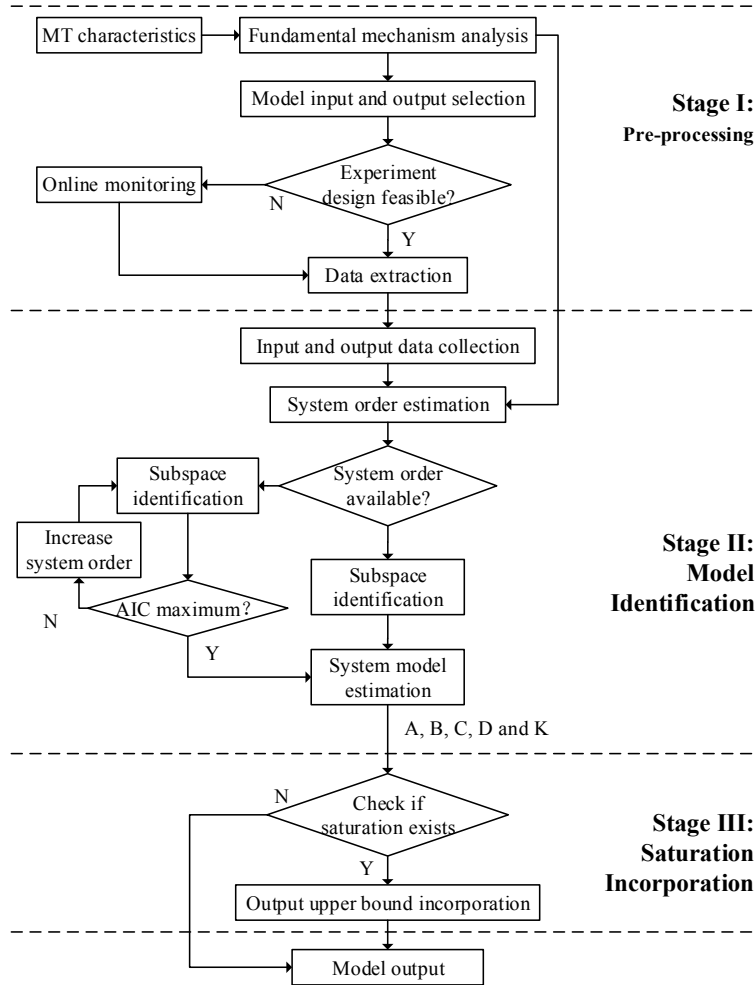 MT characteristics
Fundamental mechanism analysis
Model input and output selection
Stage I:
Pre-processing
Experiment
design feasible?
Online monitoring
N
Y
Data extraction
Input and output data collection
System order estimation
System order
available?
Subspace
identification
Increase
system order
Stage II:
Model
Identification
Subspace
identification
AIC maximum?
N
Y
System model
estimation
A, B, C, D and K
N
Check if
saturation exists
Stage III:
Saturation
Incorporation
Y
Output upper bound incorporation
Model output